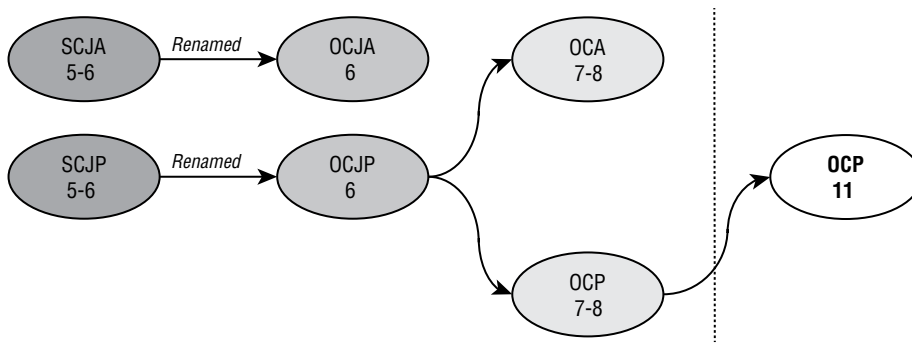 SCJA
5-6
Renamed
OCJA
6
OCA
7-8
SCJP
5-6
Renamed
OCJP
6
OCP
11
OCP
7-8